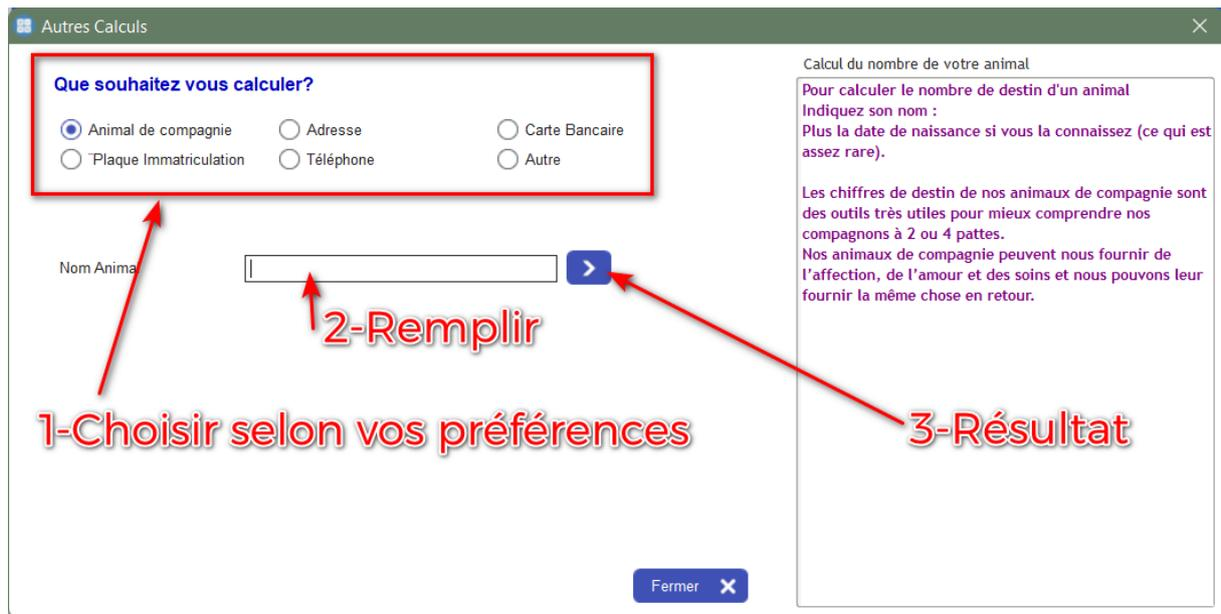 Autres Calculs
Que souhaitez vous calculer?
Animal de compagnie
Adresse
Carte Bancaire
¨Plaque Immatriculation
Téléphone
Autre
Nom Animal
2-Remplir
1-Choisir selon vos préférences
3-Résultat
Fermer
Calcul du nombre de votre animal
Pour calculer le nombre de destin d'un animal
Indiquez son nom :
Plus la date de naissance si vous la connaissez (ce qui est
assez rare).
Les chiffres de destin de nos animaux de compagnie sont
des outils très utiles pour mieux comprendre nos
compagnons à 2 ou 4 pattes.
Nos animaux de compagnie peuvent nous fournir de
l’affection, de l’amour et des soins et nous pouvons leur
fournir la même chose en retour.